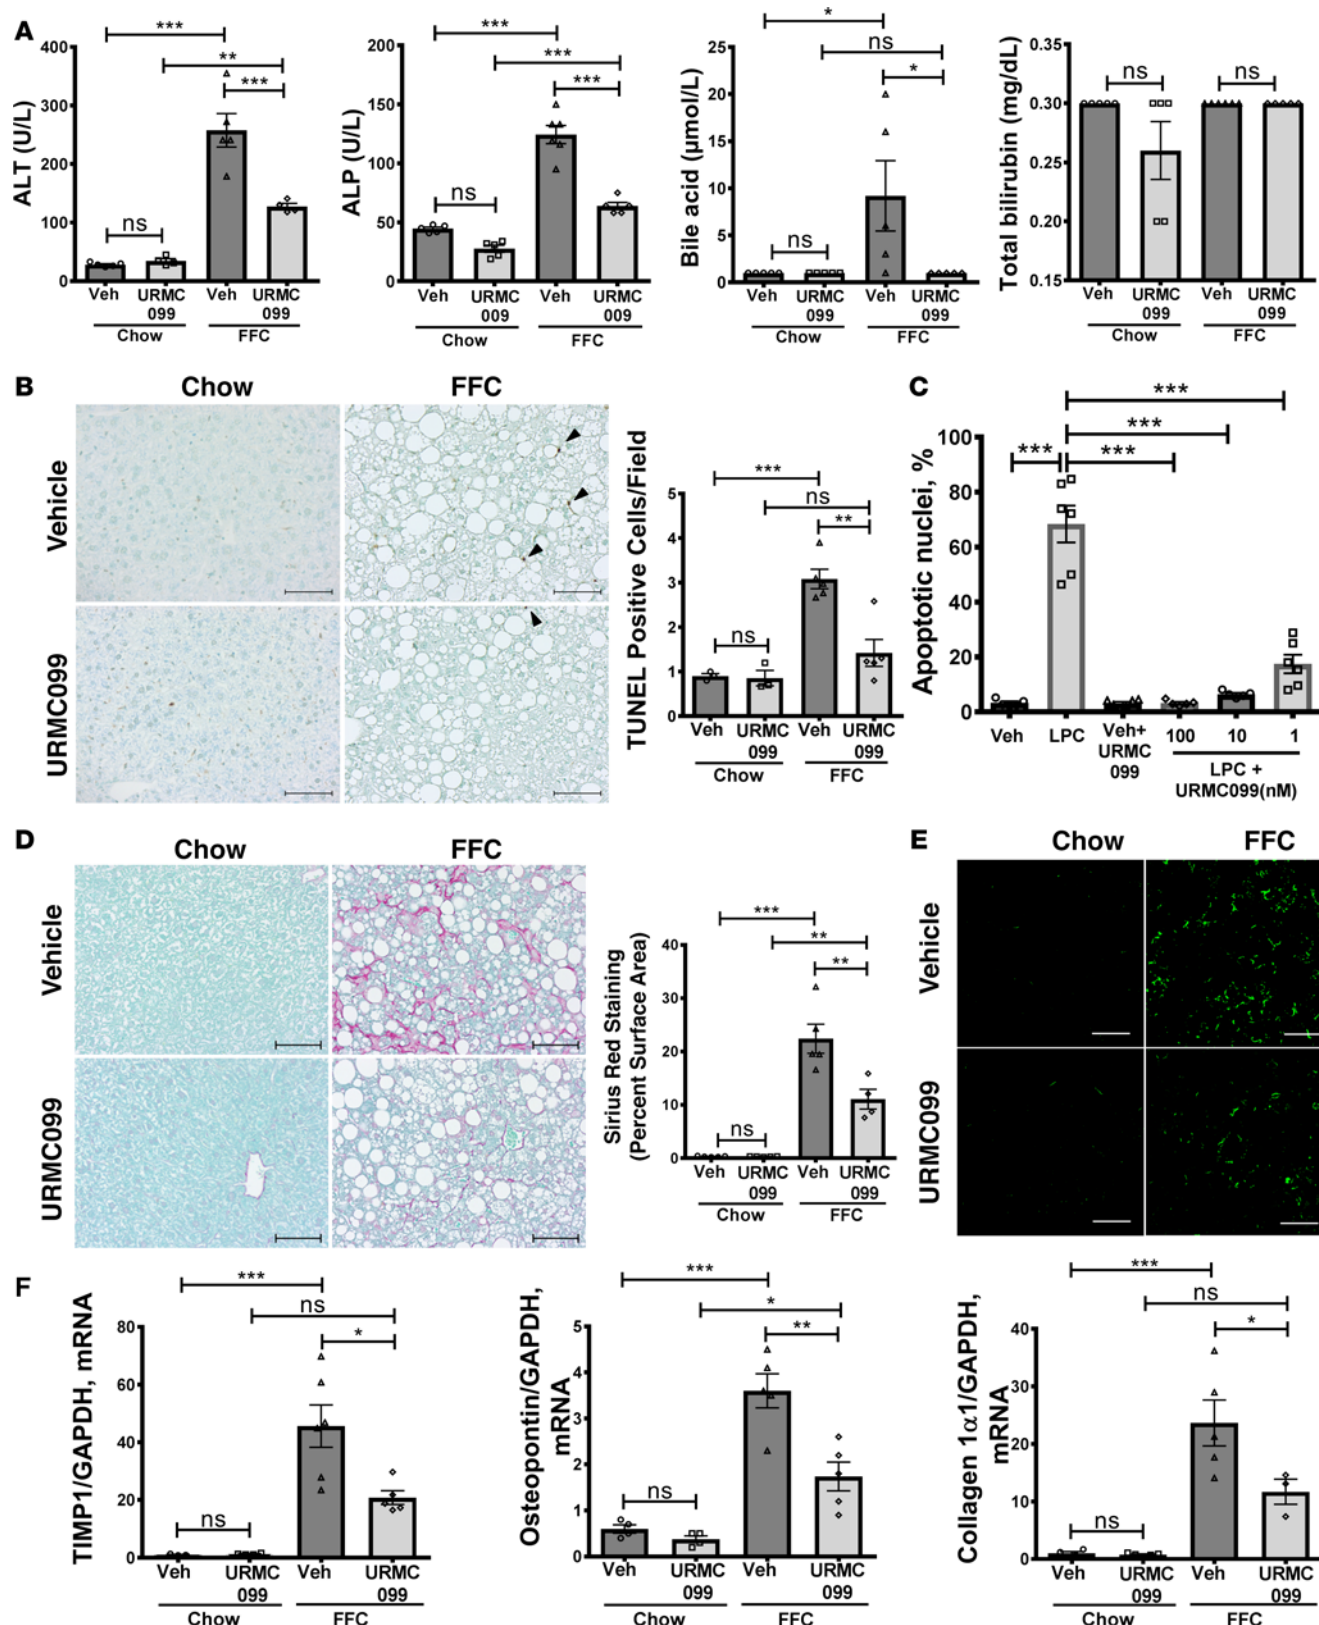 A
ALT (U/L)
400
300
200
100
0
***
**
***
ns
Veh
URMC
099
Veh
URMC
099
Chow
FFC
ALP (U/L)
200
150
100
50
0
***
***
***
ns
Veh
URMC
009
Veh
URMC
009
Chow
FFC
Bile acid (µmol/L)
25
20
15
10
5
0
*
ns
*
ns
Veh
URMC
099
Veh
URMC
099
Chow
FFC
Total bilirubin (mg/dL)
0.35
0.30
0.25
0.20
0.15
ns
ns
Veh
URMC
099
Veh
URMC
099
Chow
FFC
B
Chow
FFC
Vehicle
URMC099
TUNEL Positive Cells/Field
5
4
3
2
1
0
***
ns
**
ns
Veh
URMC
099
Veh
URMC
099
Chow
FFC
C
Apoptotic nuclei, %
100
80
60
40
20
0
***
***
***
***
Veh
LPC
Veh+
URMC
099
100
10
1
LPC +
URMC099(nM)
D
Chow
FFC
Vehicle
URMC099
Sirius Red Staining
(Percent Surface Area)
40
30
20
10
0
***
**
**
ns
Veh
URMC
099
Veh
URMC
099
Chow
FFC
E
Chow
FFC
Vehicle
URMC099
F
TIMP1/GAPDH, mRNA
80
60
40
20
0
***
ns
*
ns
Veh
URMC
099
Veh
URMC
099
Chow
FFC
Osteopontin/GAPDH,
mRNA
5
4
3
2
1
0
***
*
**
ns
Veh
URMC
099
Veh
URMC
099
Chow
FFC
Collagen 1α1/GAPDH,
mRNA
40
30
20
10
0
***
ns
*
ns
Veh
URMC
099
Veh
URMC
099
Chow
FFC